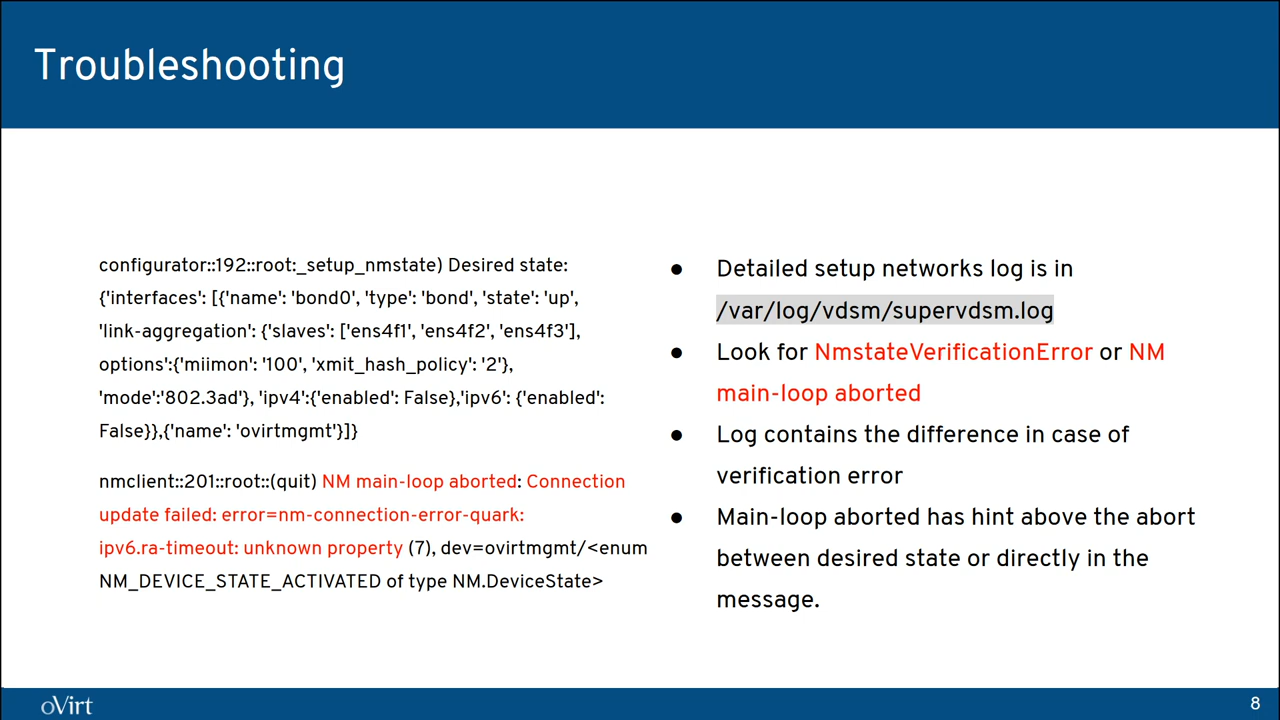 Troubleshooting
configurator::192::root:_setup_nmstate) Desired state:
{'interfaces': [{'name': 'bond0', 'type': 'bond', 'state': 'up',
'link-aggregation': {'slaves': ['ens4f1', 'ens4f2', 'ens4f3'],
options':{'miimon': '100', 'xmit_hash_policy': '2'},
'mode':'802.3ad'}, 'ipv4':{'enabled': False},'ipv6': {'enabled':
False}},{'name': 'ovirtmgmt'}]}
nmclient::201::root::(quit) NM main-loop aborted: Connection
update failed: error=nm-connection-error-quark:
ipv6.ra-timeout: unknown property (7), dev=ovirtmgmt/<enum
NM_DEVICE_STATE_ACTIVATED of type NM.DeviceState>
● Detailed setup networks log is in
/var/log/vdsm/supervdsm.log
● Look for NmstateVerificationError or NM
main-loop aborted
● Log contains the difference in case of
verification error
● Main-loop aborted has hint above the abort
between desired state or directly in the
message.
oVirt
8